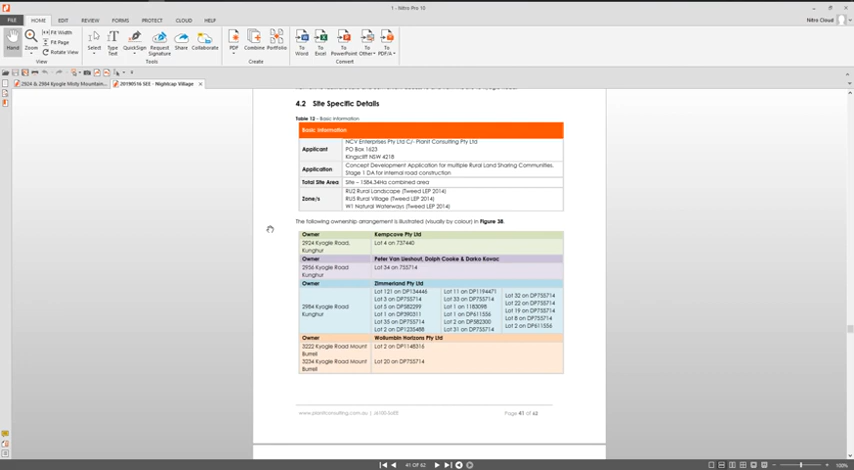 1 - Nitro Pro 10
FILE HOME EDIT REVIEW FORMS PROTECT CLOUD HELP
Nitro Cloud
Hand Zoom Fit Width Fit Page Rotate View
View
Select Type Text QuickSign Request Signature Share Collaborate
Tools
PDF Combine Portfolio
Create
To Word To Excel To PowerPoint To Other To PDF/A
Convert
2924 & 2984 Kyogle Misty Mountain... 20190516 SEE - Nightcap Village
4.2 Site Specific Details
Table 12 - Basic Information
Basic Information
Applicant
NCV Enterprises Pty Ltd C/- Planit Consulting Pty Ltd
PO Box 1623
Kingscliff NSW 4218
Application
Concept Development Application for multiple Rural Land Sharing Communities.
Stage 1 DA for internal road construction
Total Site Area Site – 1584.34Ha combined area
Zone/s
RU2 Rural Landscape (Tweed LEP 2014)
RU5 Rural Village (Tweed LEP 2014)
W1 Natural Waterways (Tweed LEP 2014)
The following ownership arrangement is illustrated (visually by colour) in Figure 38.
Owner Kempcove Pty Ltd
2924 Kyogle Road, Kunghur
Lot 4 on 737440
Owner Peter Van Lieshout, Dolph Cooke & Darko Kovac
2956 Kyogle Road Kunghur
Lot 34 on 755714
Owner Zimmerland Pty Ltd
2984 Kyogle Road Kunghur
Lot 121 on DP134446
Lot 3 on DP755714
Lot 5 on DP582299
Lot 1 on DP390311
Lot 35 on DP755714
Lot 2 on DP1235488
Lot 11 on DP1194471
Lot 33 on DP755714
Lot 1 on 1183098
Lot 1 on DP611556
Lot 2 on DP582300
Lot 31 on DP755714
Lot 32 on DP755714
Lot 22 on DP755714
Lot 19 on DP755714
Lot 8 on DP755714
Lot 2 on DP611556
Owner Wollumbin Horizons Pty Ltd
3222 Kyogle Road Mount Burrell
Lot 2 on DP1148316
3234 Kyogle Road Mount Burrell
Lot 20 on DP755714
www.planitconsulting.com.au
Page 41 of 62
41 OF 62
100%